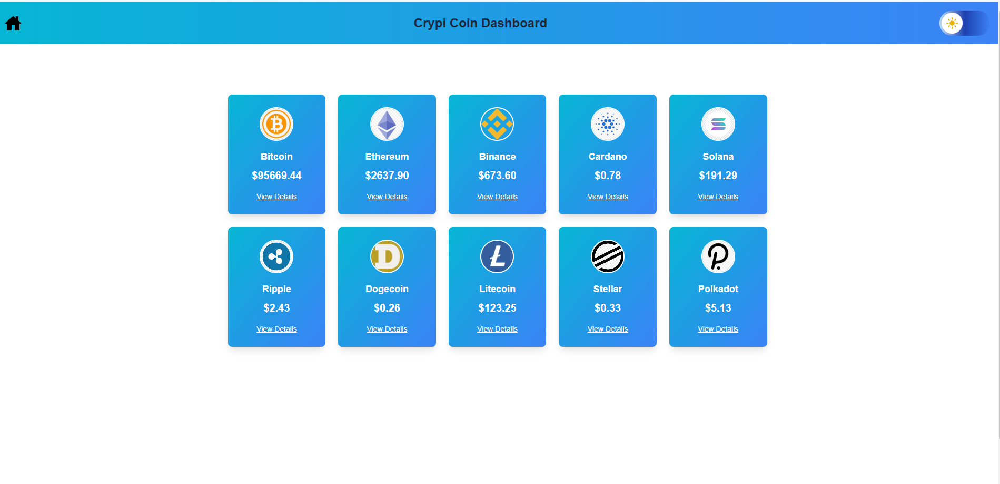 Crypi Coin Dashboard
Bitcoin
$95669.44
View Details
Ethereum
$2637.90
View Details
Binance
$673.60
View Details
Cardano
$0.78
View Details
Solana
$191.29
View Details
Ripple
$2.43
View Details
Dogecoin
$0.26
View Details
Litecoin
$123.25
View Details
Stellar
$0.33
View Details
Polkadot
$5.13
View Details